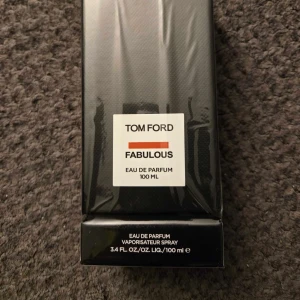 TOM FORD
FABULOUS
EAU DE PARFUM
100 ML
EAU DE PARFUM
VAPORISATEUR SPRAY
3.4 FL. OZ./OZ. LIQ./100 ml ℮